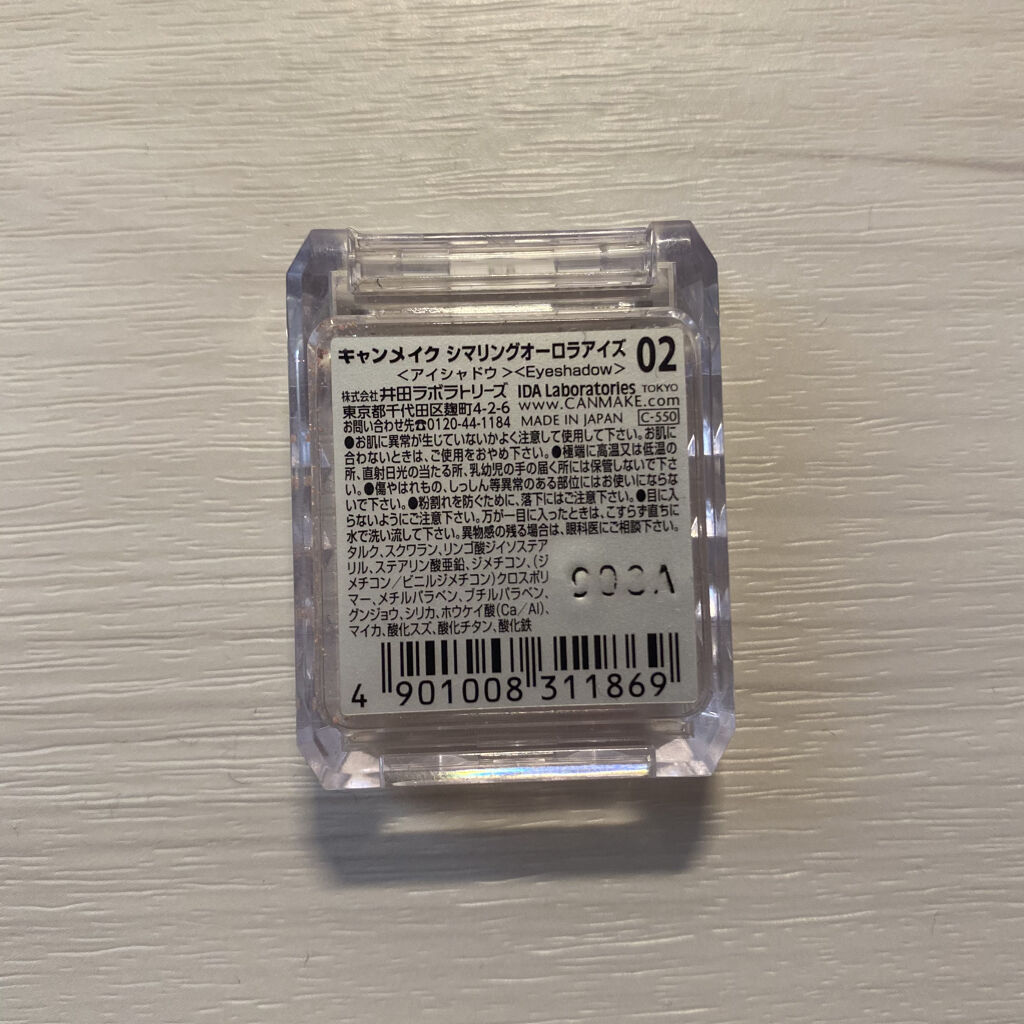 キャンメイク シマリングオーロラアイズ 02
<アイシャドウ><Eyeshadow>
株式会社 井田ラボラトリーズ IDA Laboratories TOKYO
東京都千代田区麹町4-2-6 www.CANMAKE.com
お問い合わせ先☎0120-44-1184 MADE IN JAPAN C-550
●お肌に異常が生じていないかよく注意して使用して下さい。お肌に
合わないときは、ご使用をおやめ下さい。●極端に高温又は低温の
所、直射日光の当たる所、乳幼児の手の届く所には保管しないで下さ
い。●傷やはれもの、しっしん等異常のある部位にはお使いにならな
いで下さい。●粉割れを防ぐために、落下にはご注意下さい。●目に入
らないようにご注意下さい。万が一目に入ったときは、こすらず直ちに
水で洗い流して下さい。異物感の残る場合は、眼科医にご相談下さい。
タルク、スクワラン、リンゴ酸ジイソステア
リル、ステアリン酸亜鉛、ジメチコン、(ジ
メチコン/ビニルジメチコン)クロスポリ
マー、メチルパラベン、ブチルパラベン、
グンジョウ、シリカ、ホウケイ酸(Ca/Al)、
マイカ、酸化スズ、酸化チタン、酸化鉄
4 901008 311869